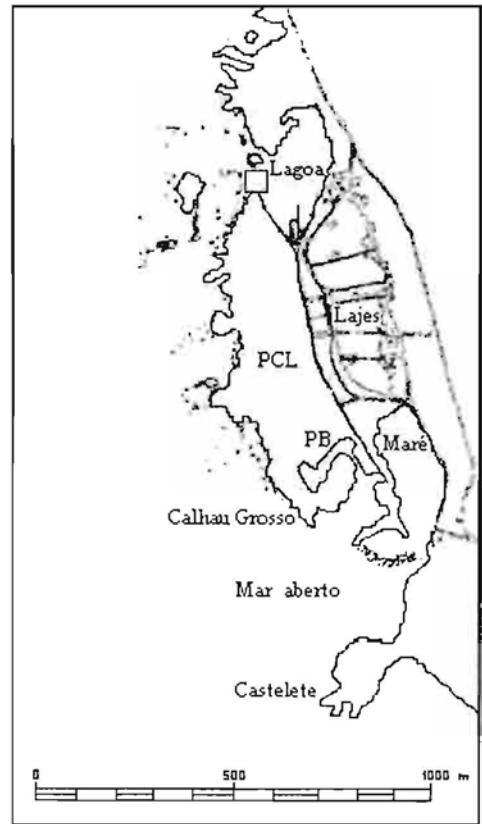 Lagoa
Lajes
PCL
PB
Maré
Calhau Grosso
Mar aberto
Castelete
0 500 1000 m